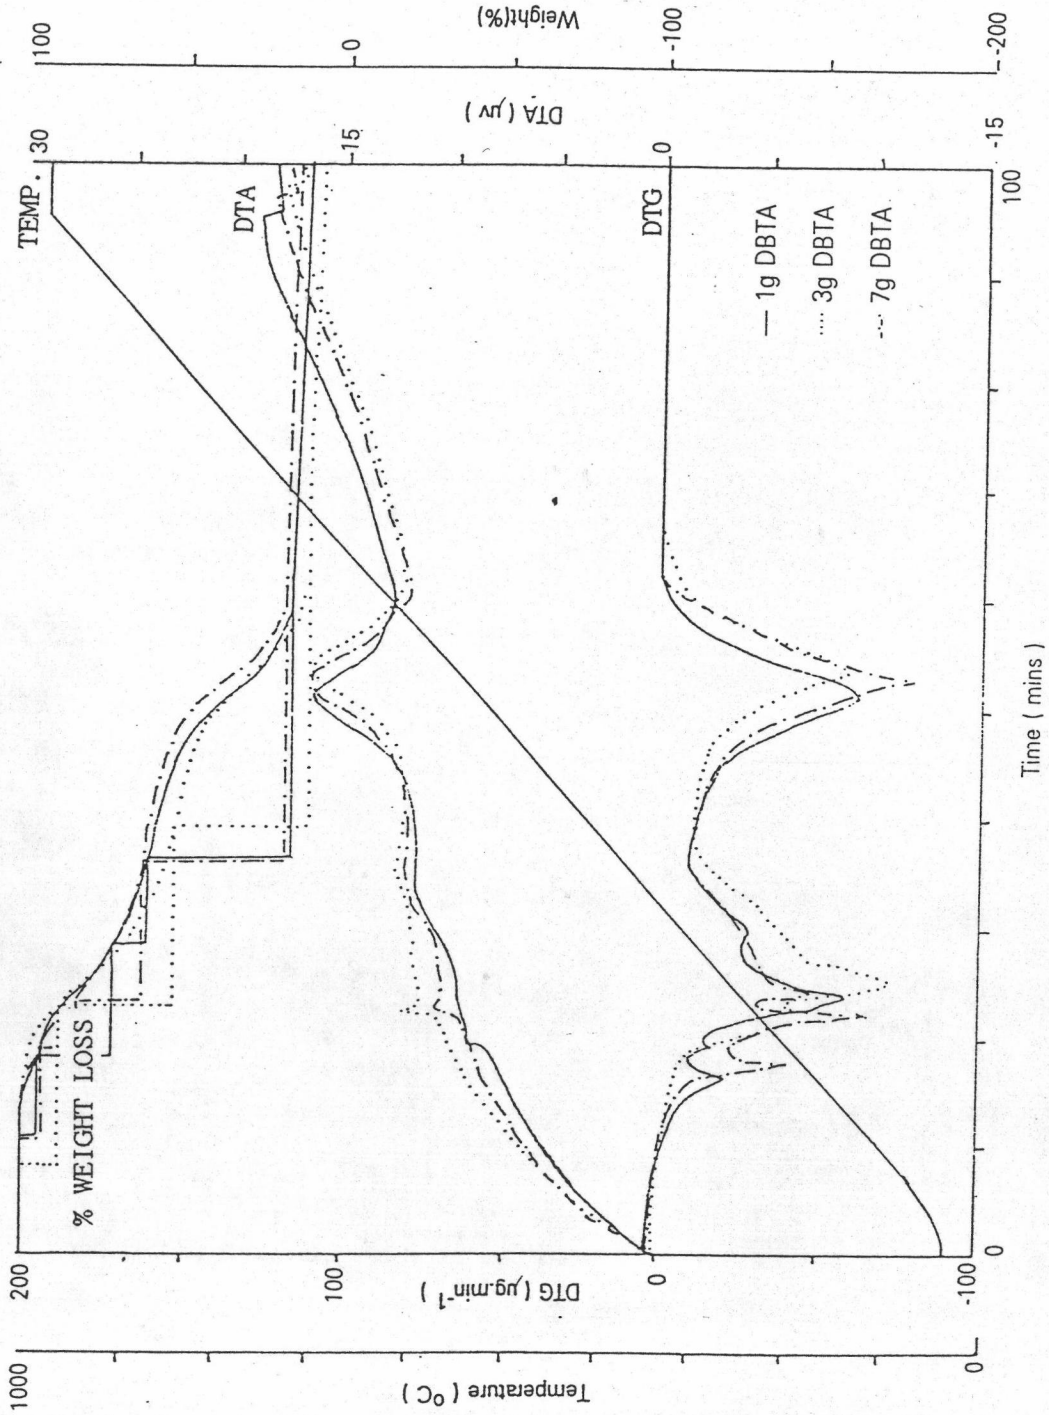 1000
Temperature ( °C )
0
200
100
DTG ( µg.min⁻¹ )
0
-100
% WEIGHT LOSS
TEMP.
DTA
DTG
— 1g DBTA
..... 3g DBTA
-·-· 7g DBTA
0
100
Time ( mins )
30
15
0
-15
DTA ( µv )
100
0
-100
-200
Weight(%)